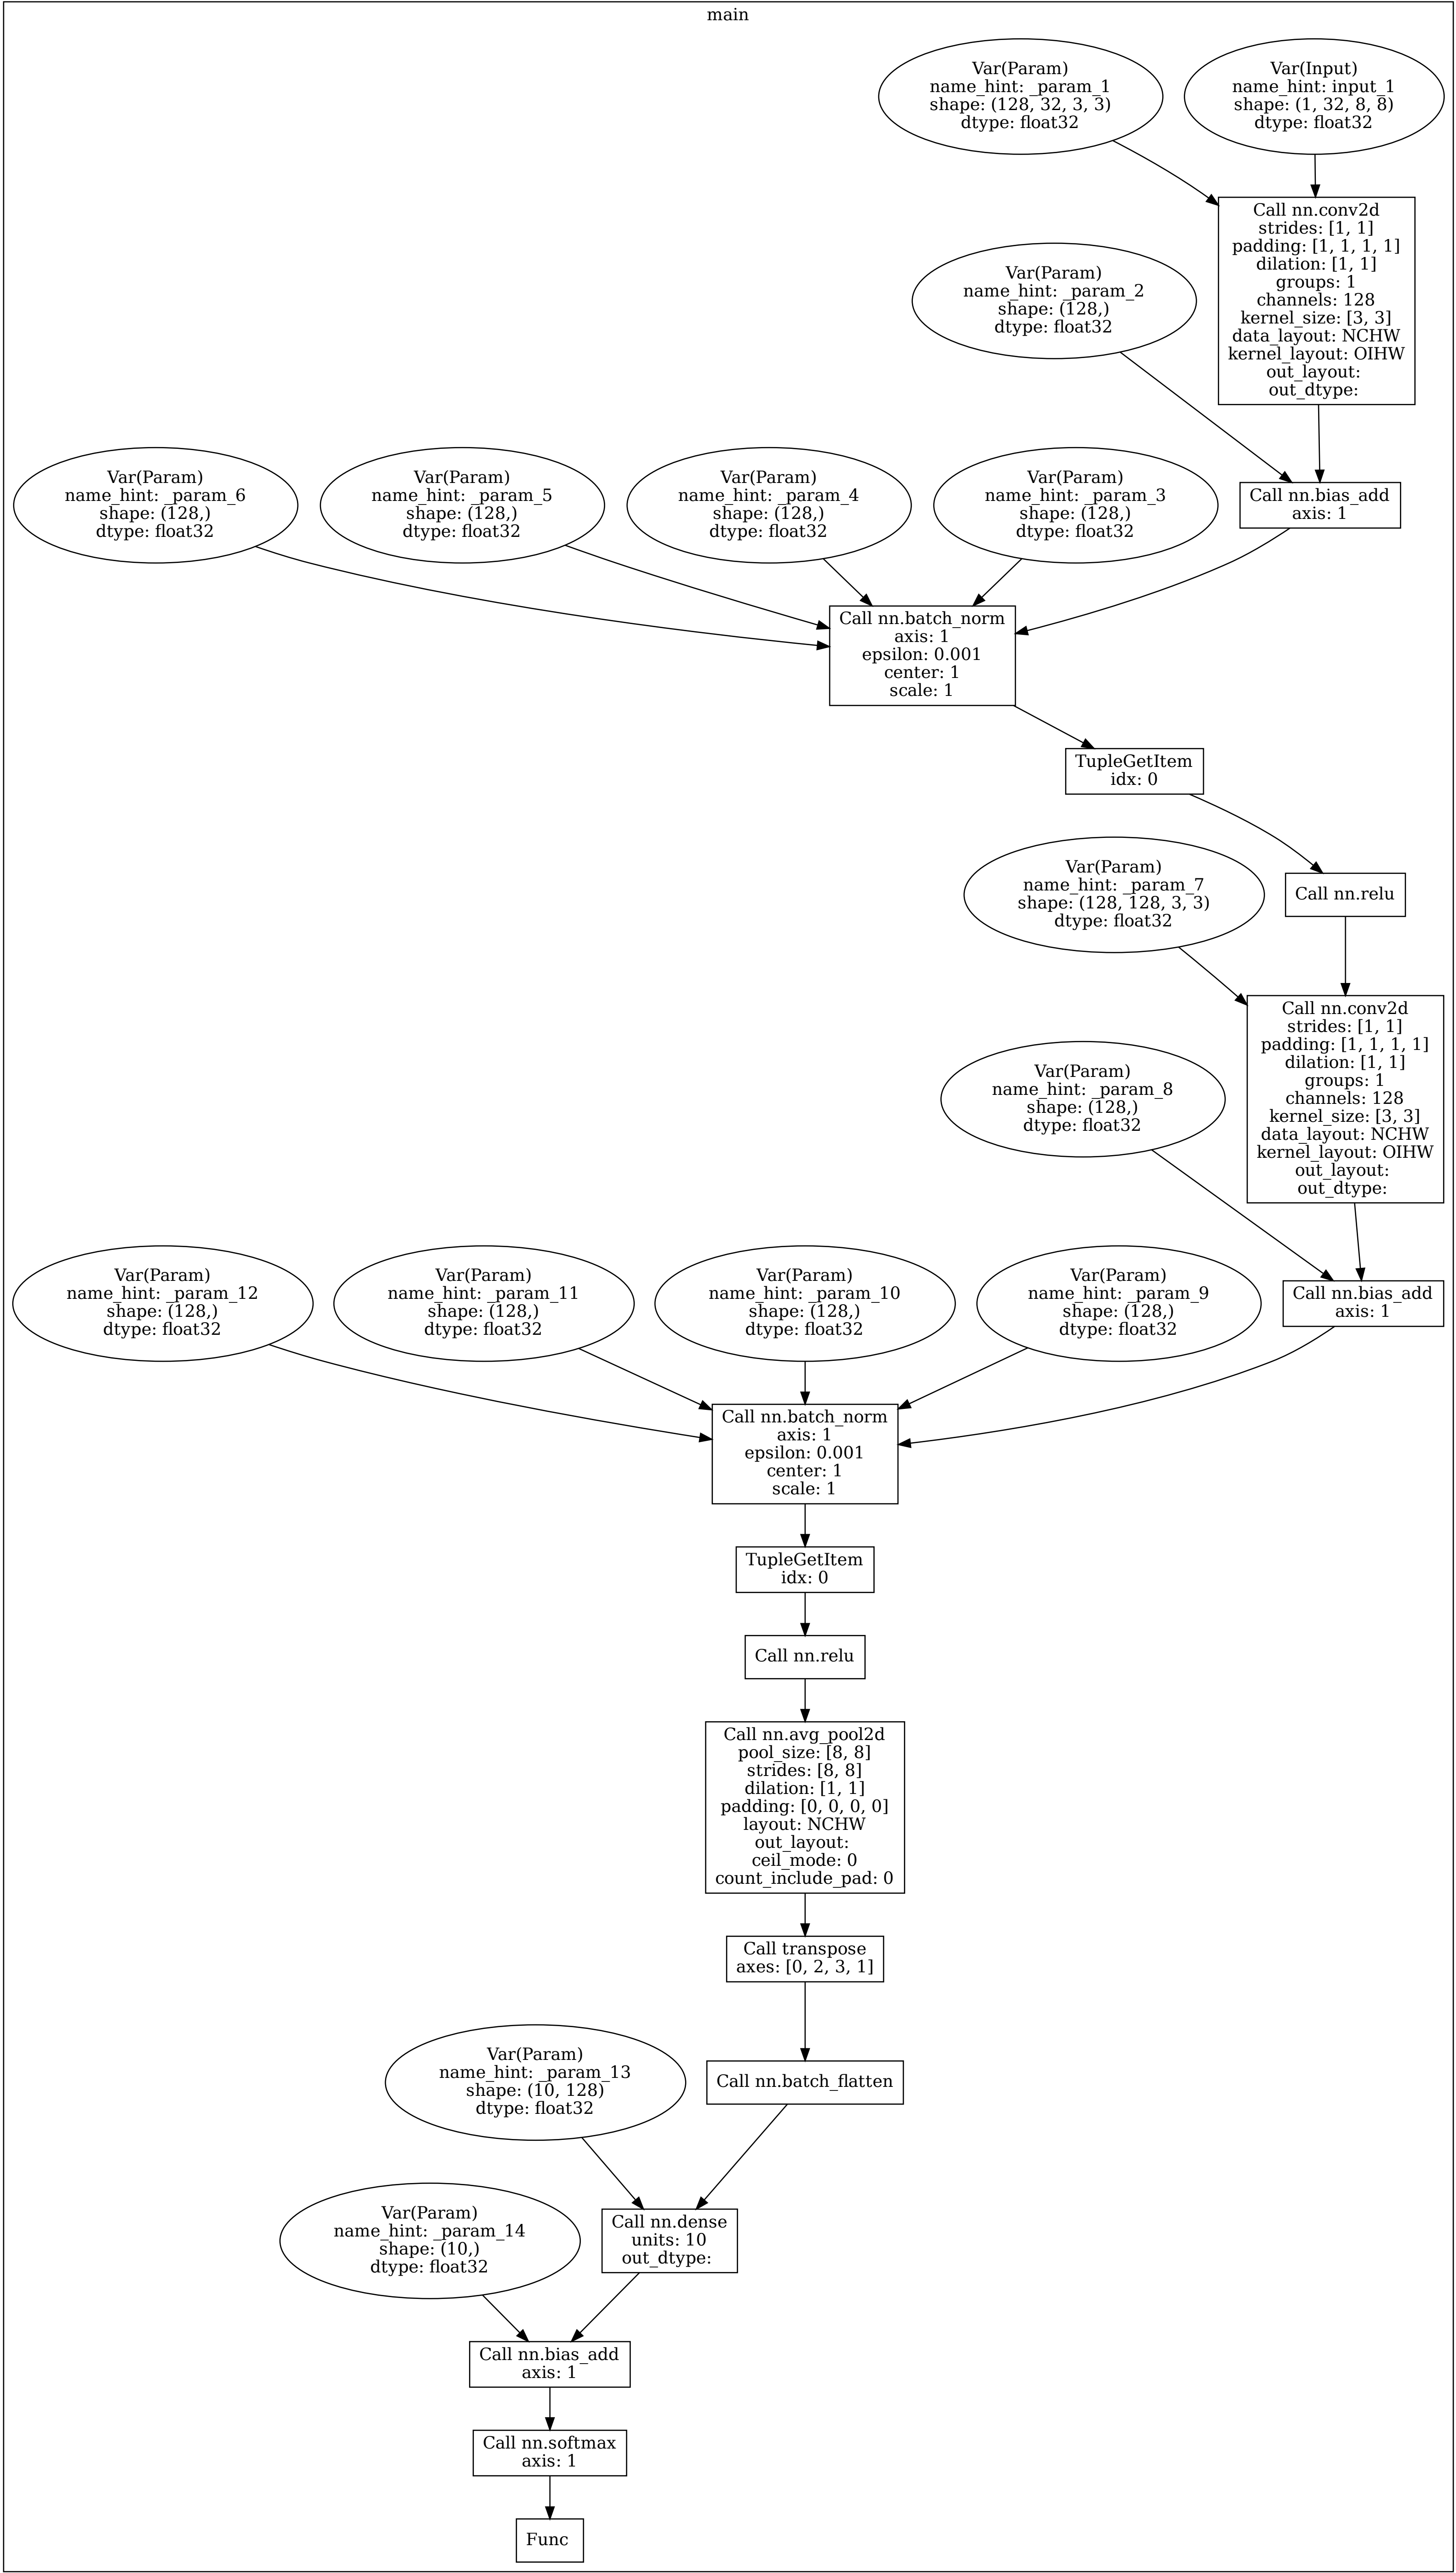 main
Var(Param)
name_hint: _param_1
shape: (128, 32, 3, 3)
dtype: float32
Var(Input)
name_hint: input_1
shape: (1, 32, 8, 8)
dtype: float32
Call nn.conv2d
strides: [1, 1]
padding: [1, 1, 1, 1]
dilation: [1, 1]
groups: 1
channels: 128
kernel_size: [3, 3]
data_layout: NCHW
kernel_layout: OIHW
out_layout:
out_dtype:
Var(Param)
name_hint: _param_2
shape: (128,)
dtype: float32
Var(Param)
name_hint: _param_6
shape: (128,)
dtype: float32
Var(Param)
name_hint: _param_5
shape: (128,)
dtype: float32
Var(Param)
name_hint: _param_4
shape: (128,)
dtype: float32
Var(Param)
name_hint: _param_3
shape: (128,)
dtype: float32
Call nn.bias_add
axis: 1
Call nn.batch_norm
axis: 1
epsilon: 0.001
center: 1
scale: 1
TupleGetItem
idx: 0
Var(Param)
name_hint: _param_7
shape: (128, 128, 3, 3)
dtype: float32
Call nn.relu
Call nn.conv2d
strides: [1, 1]
padding: [1, 1, 1, 1]
dilation: [1, 1]
groups: 1
channels: 128
kernel_size: [3, 3]
data_layout: NCHW
kernel_layout: OIHW
out_layout:
out_dtype:
Var(Param)
name_hint: _param_8
shape: (128,)
dtype: float32
Var(Param)
name_hint: _param_12
shape: (128,)
dtype: float32
Var(Param)
name_hint: _param_11
shape: (128,)
dtype: float32
Var(Param)
name_hint: _param_10
shape: (128,)
dtype: float32
Var(Param)
name_hint: _param_9
shape: (128,)
dtype: float32
Call nn.bias_add
axis: 1
Call nn.batch_norm
axis: 1
epsilon: 0.001
center: 1
scale: 1
TupleGetItem
idx: 0
Call nn.relu
Call nn.avg_pool2d
pool_size: [8, 8]
strides: [8, 8]
dilation: [1, 1]
padding: [0, 0, 0, 0]
layout: NCHW
out_layout:
ceil_mode: 0
count_include_pad: 0
Call transpose
axes: [0, 2, 3, 1]
Var(Param)
name_hint: _param_13
shape: (10, 128)
dtype: float32
Call nn.batch_flatten
Var(Param)
name_hint: _param_14
shape: (10,)
dtype: float32
Call nn.dense
units: 10
out_dtype:
Call nn.bias_add
axis: 1
Call nn.softmax
axis: 1
Func